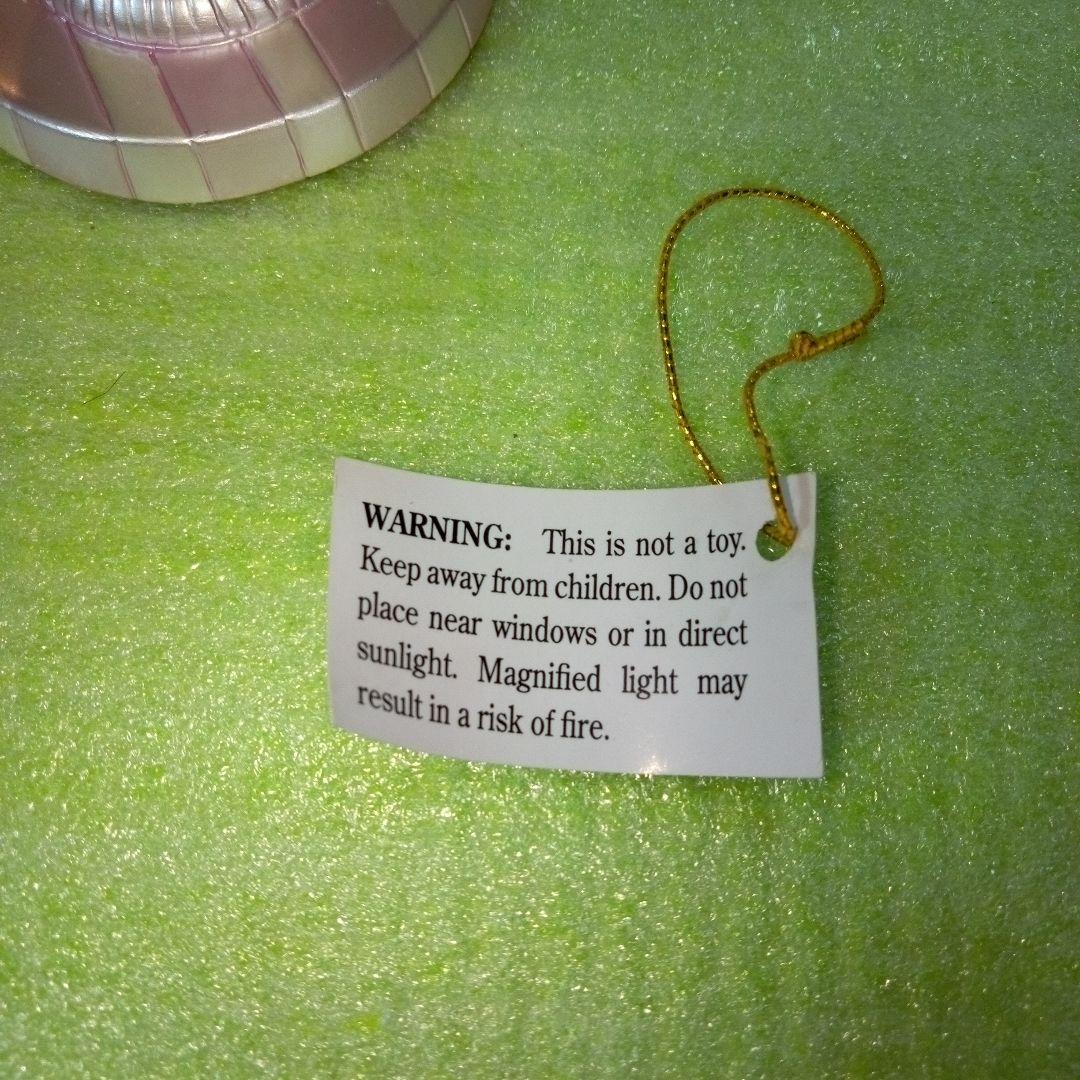 WARNING: This is not a toy.
Keep away from children. Do not
place near windows or in direct
sunlight. Magnified light may
result in a risk of fire.